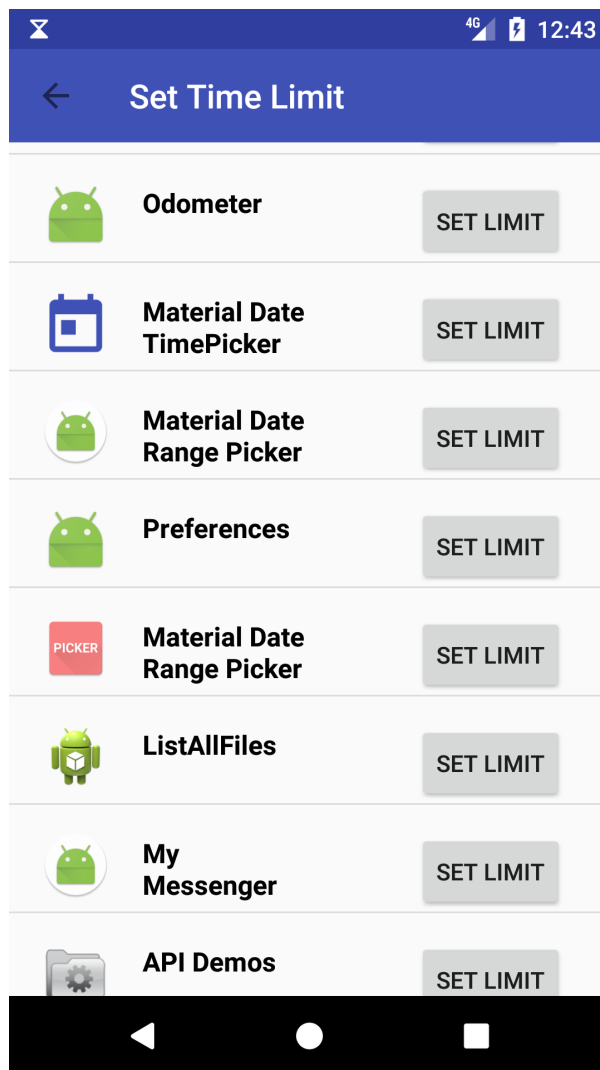 4G 12:43
Set Time Limit
Odometer
SET LIMIT
Material Date
TimePicker
SET LIMIT
Material Date
Range Picker
SET LIMIT
Preferences
SET LIMIT
PICKER
Material Date
Range Picker
SET LIMIT
ListAllFiles
SET LIMIT
My
Messenger
SET LIMIT
API Demos
SET LIMIT